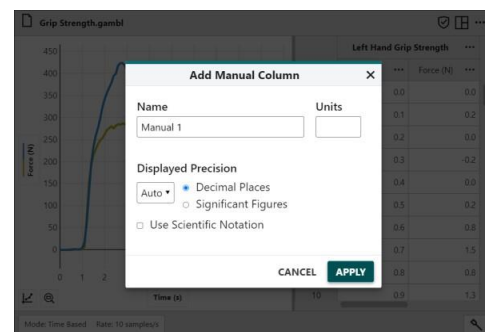 Grip Strength.gambl
Left Hand Grip Strength
Force (N)
450
400
350
300
250
200
150
100
50
0
Force (N)
0 1 2
Time (s)
Add Manual Column
Name
Units
Manual 1
Displayed Precision
Auto
Decimal Places
Significant Figures
Use Scientific Notation
CANCEL APPLY
0.0 0.0
0.1 0.2
0.2 0.0
0.3 -0.2
0.4 0.0
0.5 0.2
0.6 0.8
0.7 1.5
0.8 0.8
10 0.9 1.3
Mode: Time Based Rate: 10 samples/s